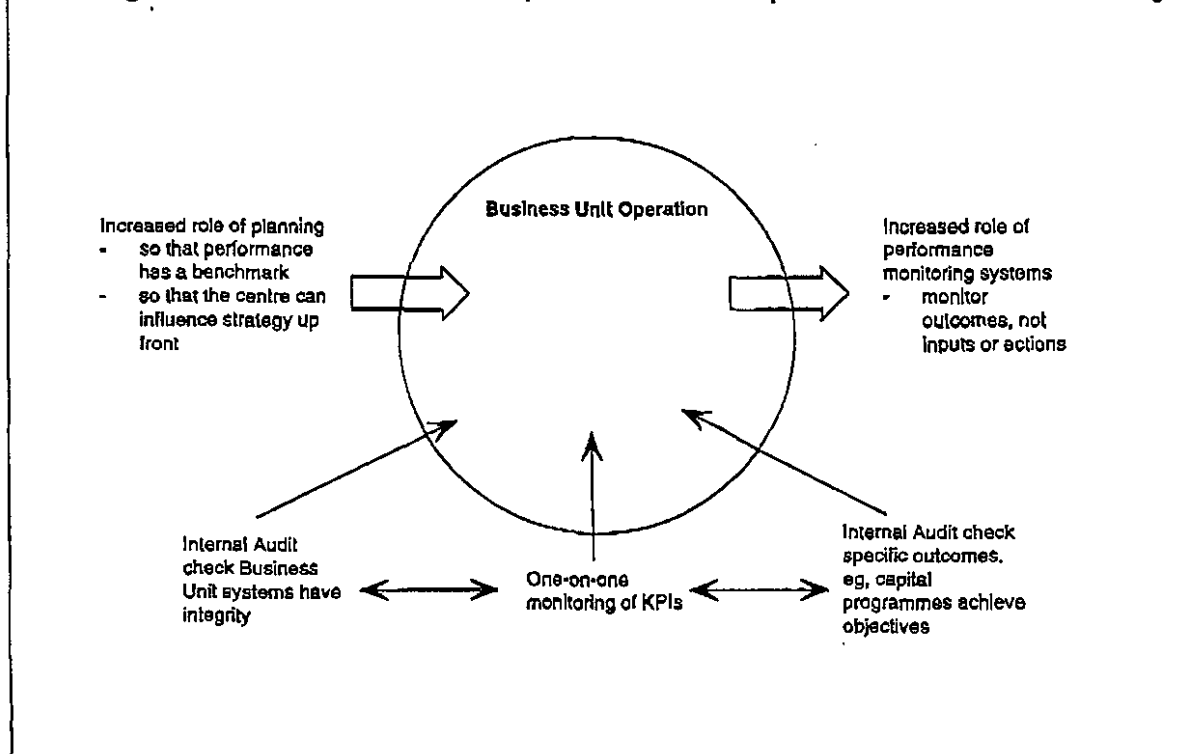 Business Unit Operation
Increased role of planning
- so that performance
has a benchmark
- so that the centre can
influence strategy up
front
Increased role of
performance
monitoring systems
- monitor
outcomes, not
inputs or actions
Internal Audit
check Business
Unit systems have
integrity
One-on-one
monitoring of KPIs
Internal Audit check
specific outcomes.
eg, capital
programmes achieve
objectives